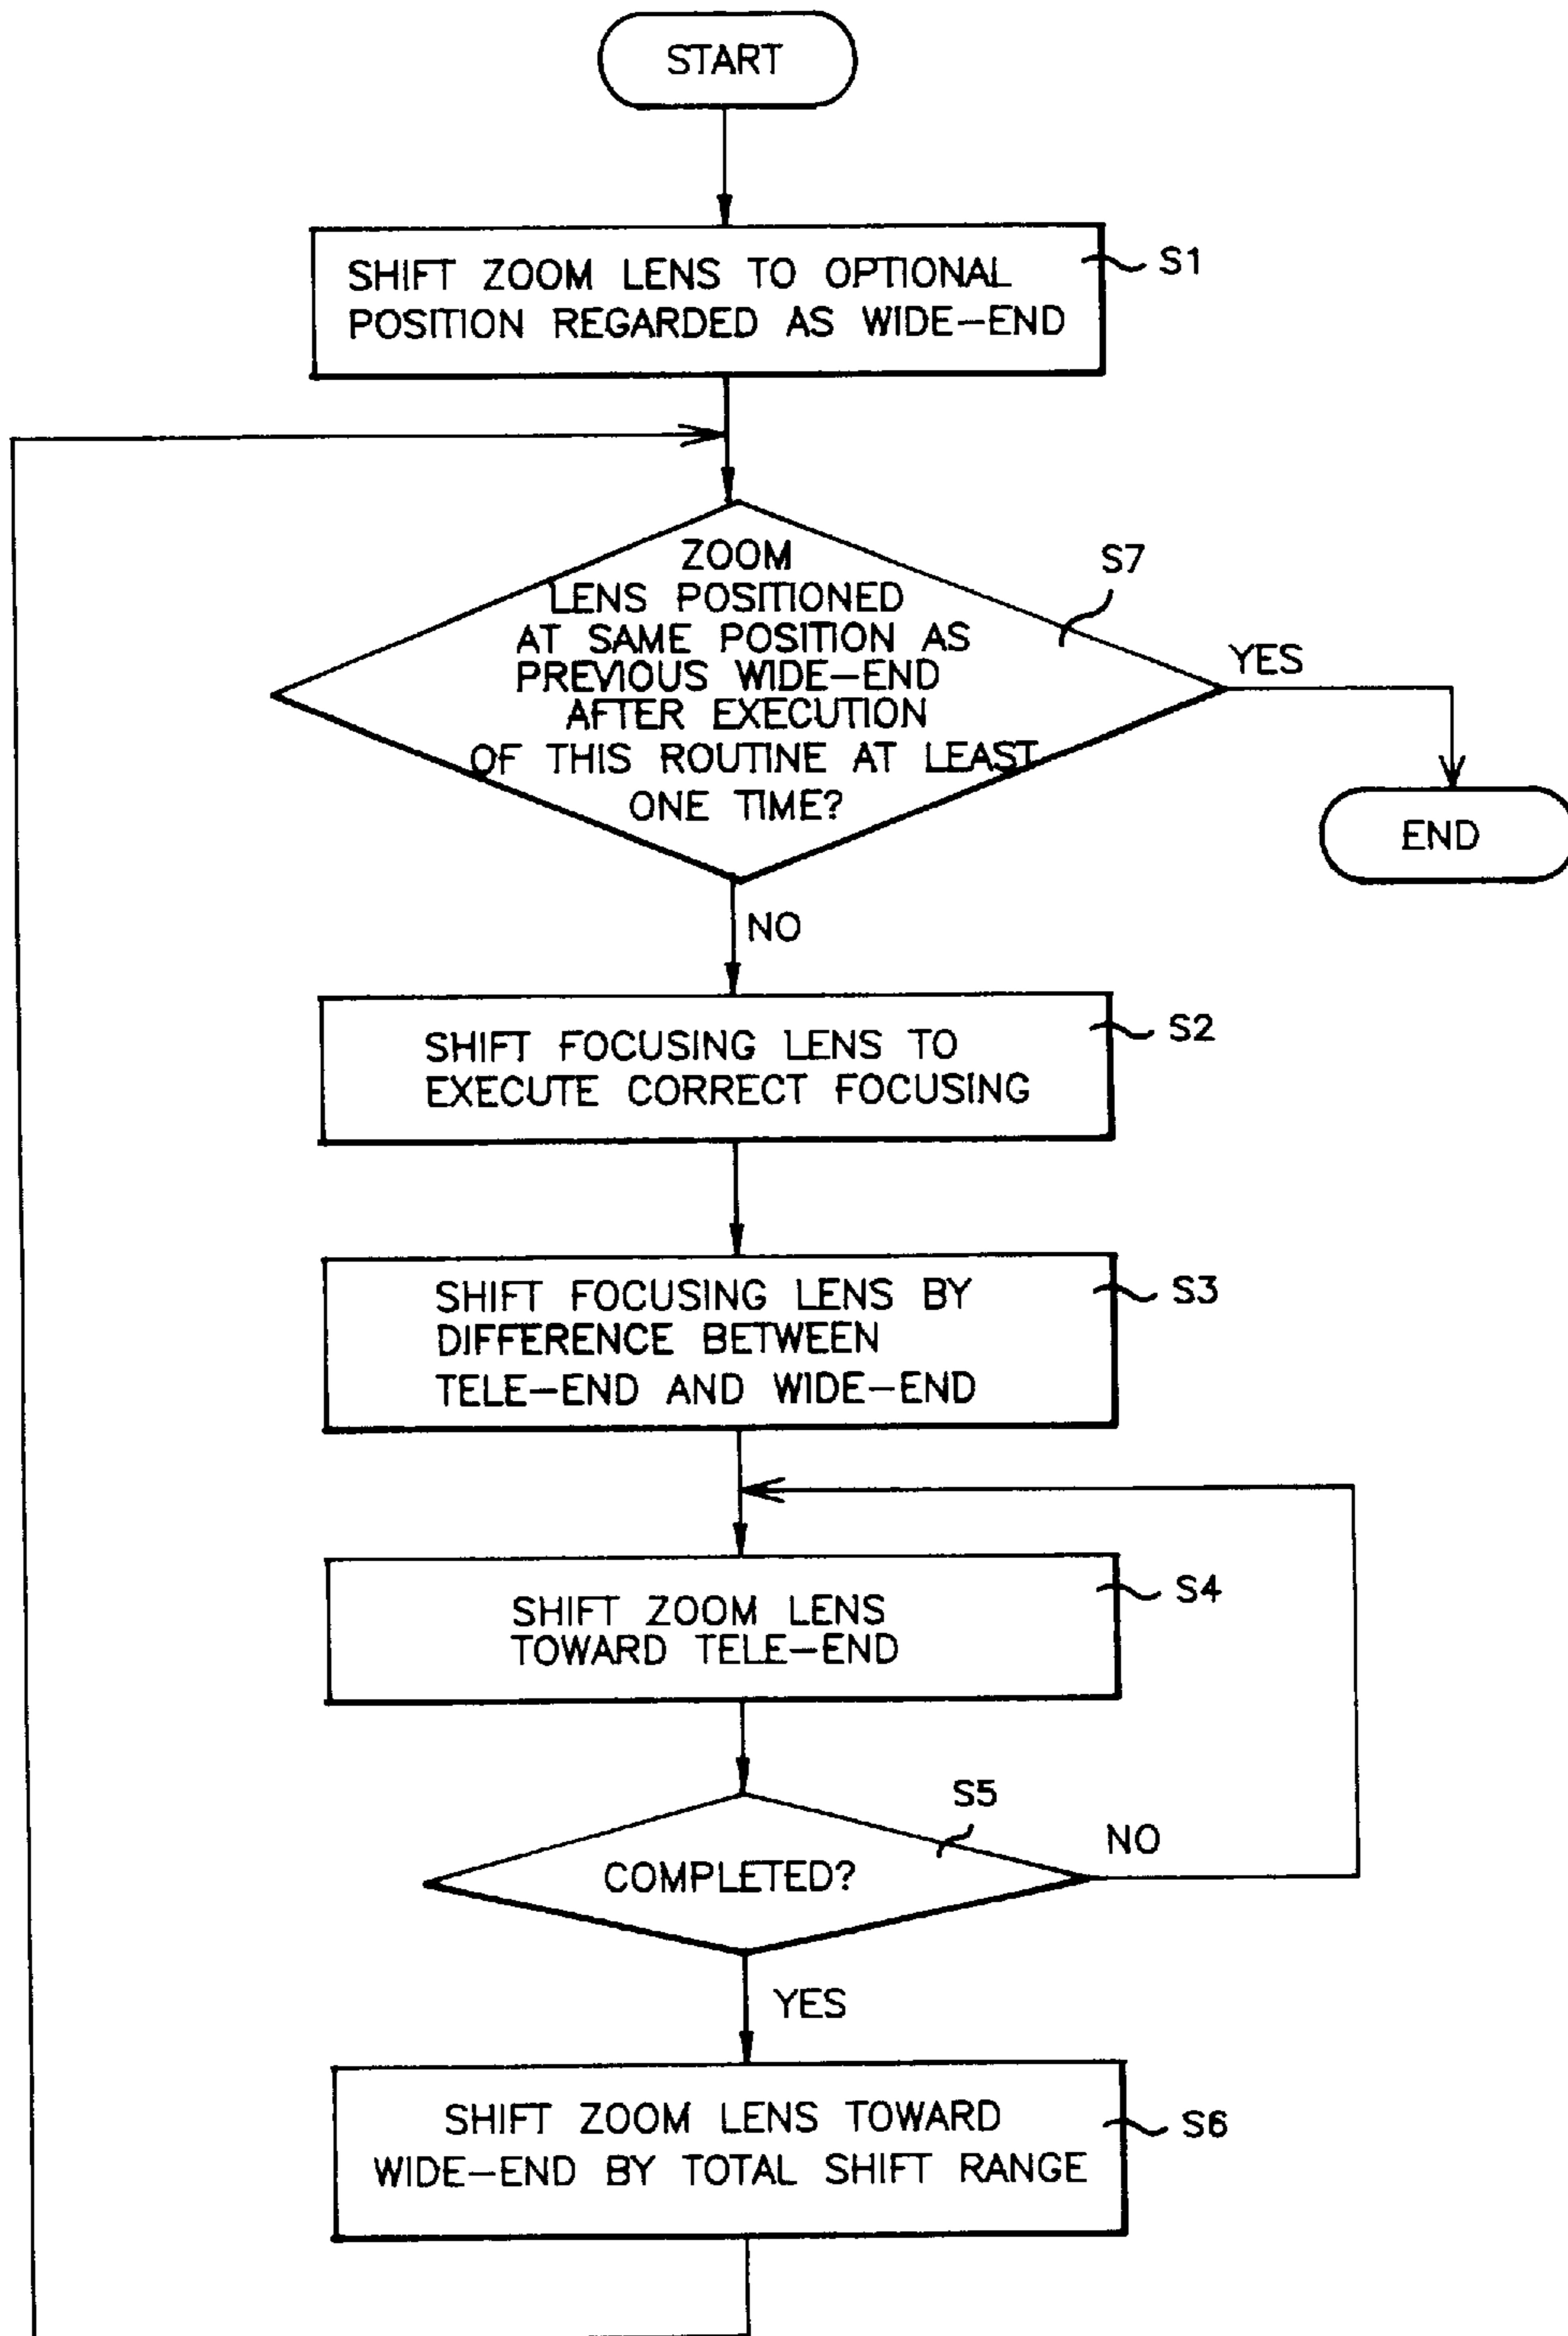 START
SHIFT ZOOM LENS TO OPTIONAL
POSITION REGARDED AS WIDE-END
S1
ZOOM
LENS POSITIONED
AT SAME POSITION AS
PREVIOUS WIDE-END
AFTER EXECUTION
OF THIS ROUTINE AT LEAST
ONE TIME?
S7
YES
END
NO
SHIFT FOCUSING LENS TO
EXECUTE CORRECT FOCUSING
S2
SHIFT FOCUSING LENS BY
DIFFERENCE BETWEEN
TELE-END AND WIDE-END
S3
SHIFT ZOOM LENS
TOWARD TELE-END
S4
COMPLETED?
S5
NO
YES
SHIFT ZOOM LENS TOWARD
WIDE-END BY TOTAL SHIFT RANGE
S6